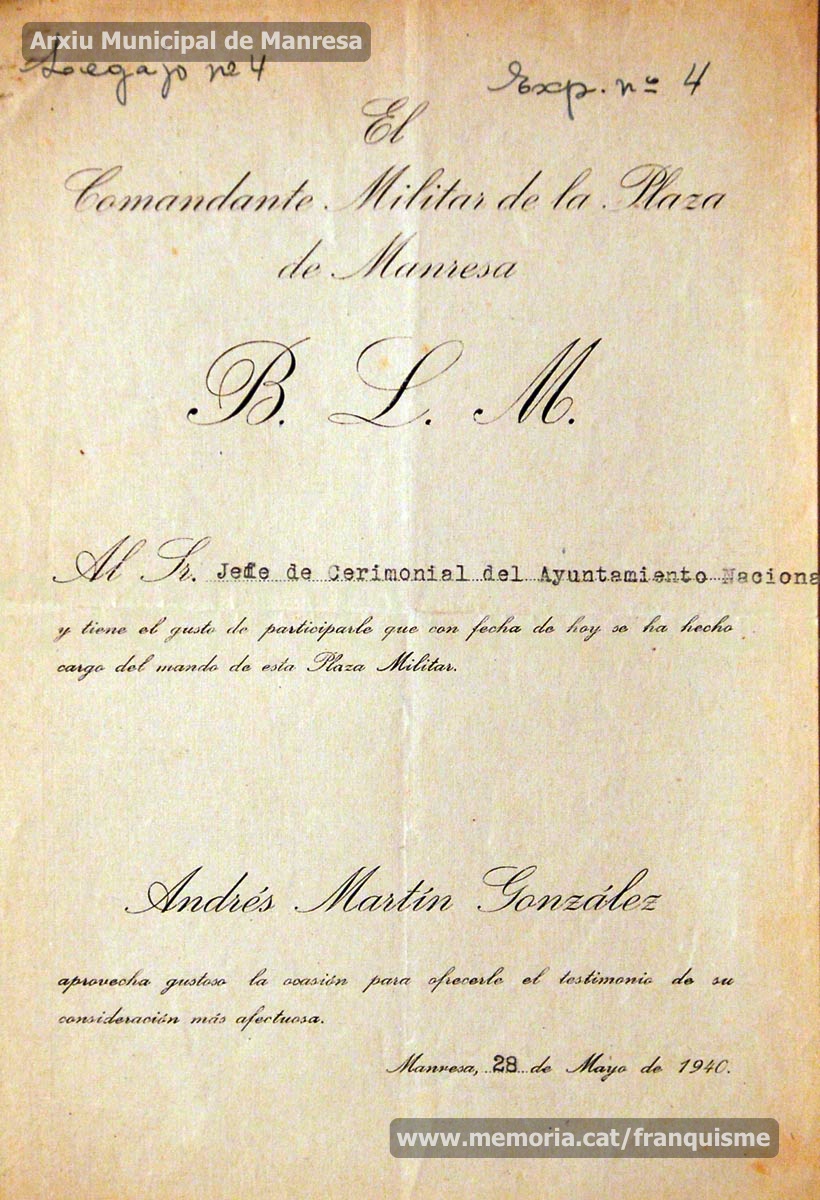 Arxiu Municipal de Manresa
Legajo nº 4
Exp. nº 4
El
Comandante Militar de la Plaza
de Manresa
B. L. M.
Al Sr. Jefe de Cerimonial del Ayuntamiento Naciona
y tiene el gusto de participarle que con fecha de hoy se ha hecho
cargo del mando de esta Plaza Militar.
Andrés Martín González
aprovecha gustoso la ocasión para ofrecerle el testimonio de su
consideración más afectuosa.
Manresa, 28 de Mayo de 1940.
www.memoria.cat/franquisme